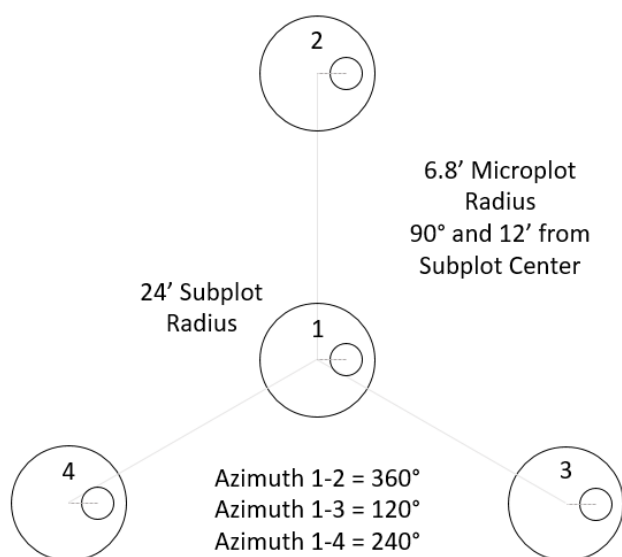 2
6.8’ Microplot
Radius
90° and 12’ from
Subplot Center
24’ Subplot
Radius
1
4
3
Azimuth 1-2 = 360°
Azimuth 1-3 = 120°
Azimuth 1-4 = 240°